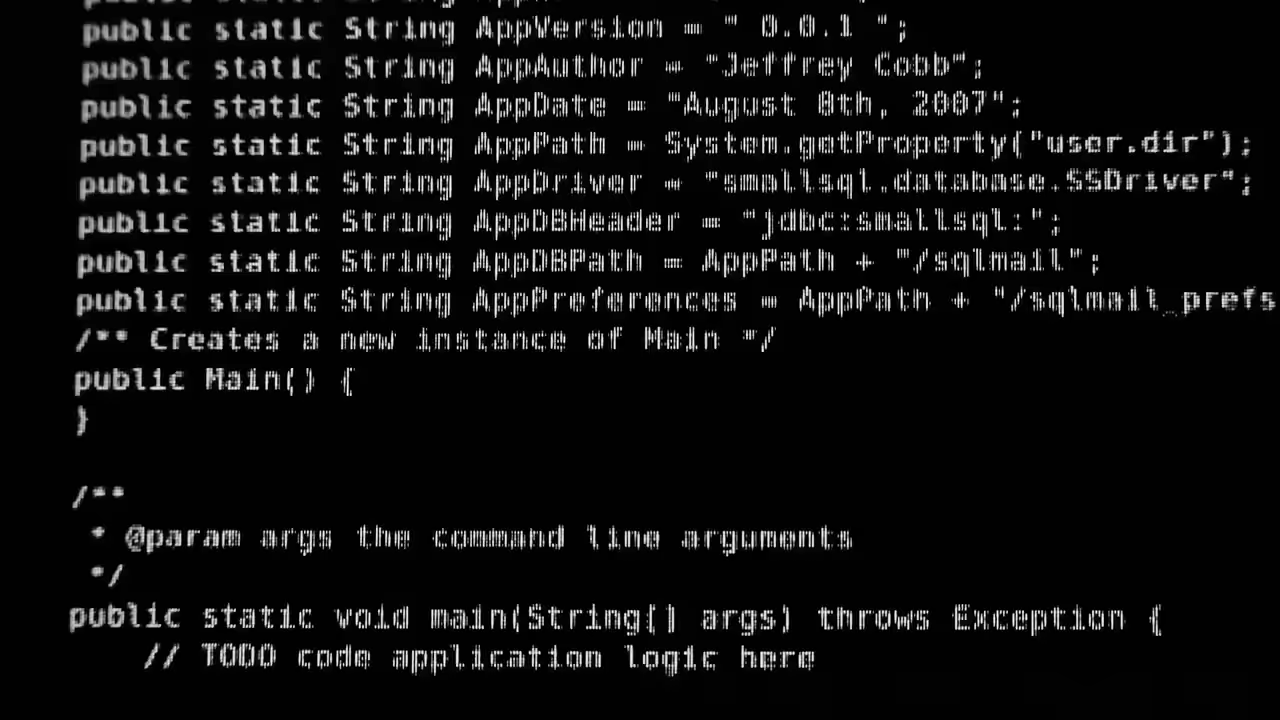 public static String AppVersion = " 0.0.1 ";
public static String AppAuthor = "Jeffrey Cobb";
public static String AppDate = "August 8th, 2007";
public static String AppPath = System.getProperty("user.dir");
public static String AppDriver = "smallsql.database.SSDriver";
public static String AppDBHeader = "jdbc:smallsql:";
public static String AppDBPath = AppPath + "/sqlmail";
public static String AppPreferences = AppPath + "/sqlmail_prefs
/** Creates a new instance of Main */
public Main() {
}
/**
* @param args the command line arguments
*/
public static void main(String[] args) throws Exception {
// TODO code application logic here